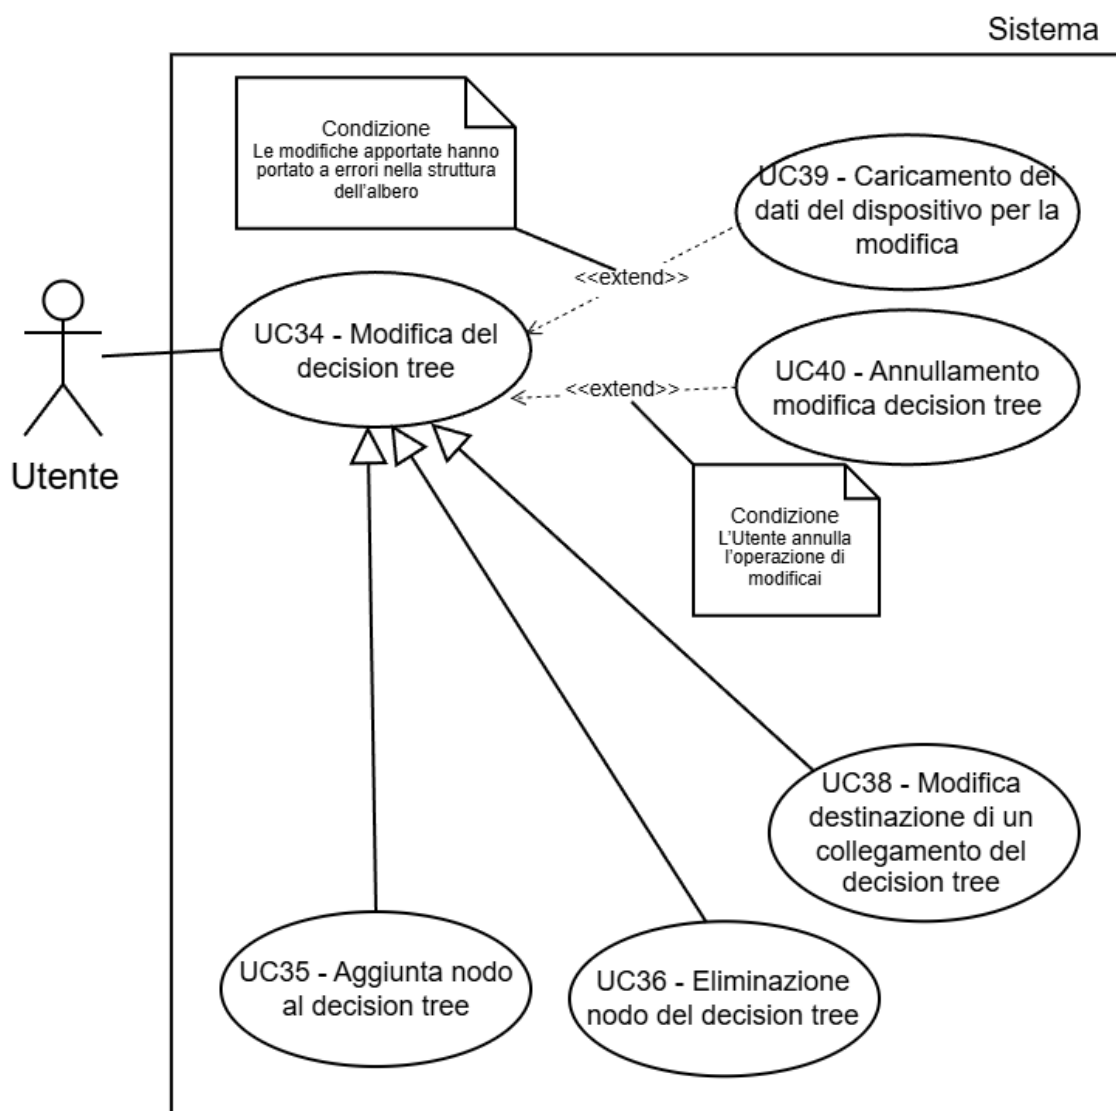 Sistema
Condizione
Le modifiche apportate hanno
portato a errori nella struttura
dell'albero
UC39 - Caricamento dei
dati del dispositivo per la
modifica
<<extend>>
UC34 - Modifica del
decision tree
UC40 - Annullamento
modifica decision tree
<<extend>>
Utente
Condizione
L'Utente annulla
l'operazione di
modificai
UC38 - Modifica
destinazione di un
collegamento del
decision tree
UC35 - Aggiunta nodo
al decision tree
UC36 - Eliminazione
nodo del decision tree